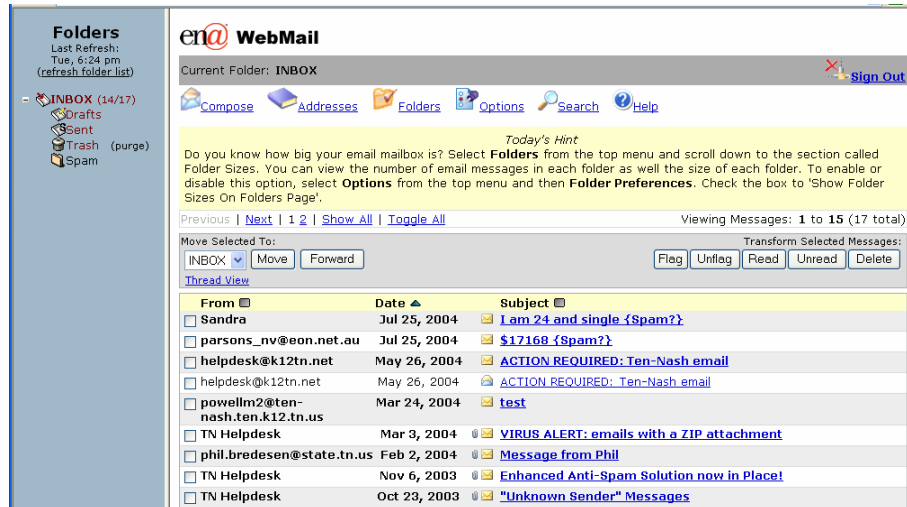 Folders
Last Refresh:
Tue, 6:24 pm
(refresh folder list)
INBOX (14/17)
Drafts
Sent
Trash (purge)
Spam
ena WebMail
Current Folder: INBOX
Sign Out
Compose Addresses Folders Options Search Help
Today's Hint
Do you know how big your email mailbox is? Select Folders from the top menu and scroll down to the section called
Folder Sizes. You can view the number of email messages in each folder as well the size of each folder. To enable or
disable this option, select Options from the top menu and then Folder Preferences. Check the box to 'Show Folder
Sizes On Folders Page'.
Previous | Next | 1 2 | Show All | Toggle All Viewing Messages: 1 to 15 (17 total)
Move Selected To: Transform Selected Messages:
INBOX Move Forward Flag Unflag Read Unread Delete
Thread View
From Date Subject
Sandra Jul 25, 2004 I am 24 and single {Spam?}
parsons_nv@eon.net.au Jul 25, 2004 $17168 {Spam?}
helpdesk@k12tn.net May 26, 2004 ACTION REQUIRED: Ten-Nash email
helpdesk@k12tn.net May 26, 2004 ACTION REQUIRED: Ten-Nash email
powellm2@ten-
nash.ten.k12.tn.us Mar 24, 2004 test
TN Helpdesk Mar 3, 2004 VIRUS ALERT: emails with a ZIP attachment
phil.bredesen@state.tn.us Feb 2, 2004 Message from Phil
TN Helpdesk Nov 6, 2003 Enhanced Anti-Spam Solution now in Place!
TN Helpdesk Oct 23, 2003 "Unknown Sender" Messages